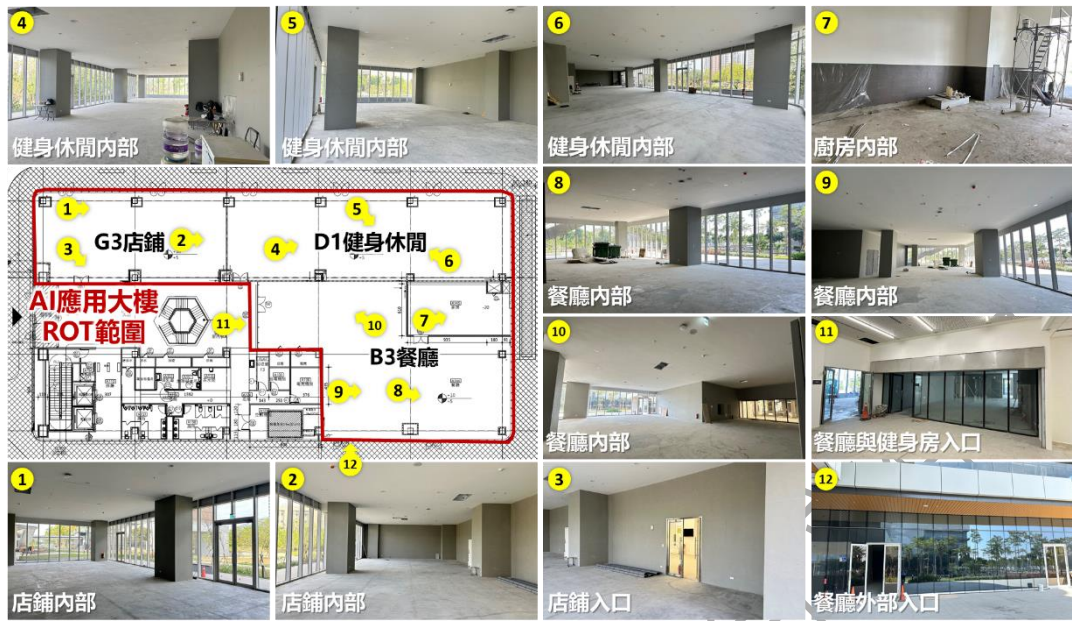 4
健身休閒內部
5
健身休閒內部
6
健身休閒內部
7
廚房內部
1
2
3
G3店鋪
4
5
6
D1健身休閒
AI應用大樓
ROT範圍
11
10
7
B3餐廳
9
8
12
8
餐廳內部
9
餐廳內部
10
餐廳內部
11
餐廳與健身房入口
1
店鋪內部
2
店鋪內部
3
店鋪入口
12
餐廳外部入口